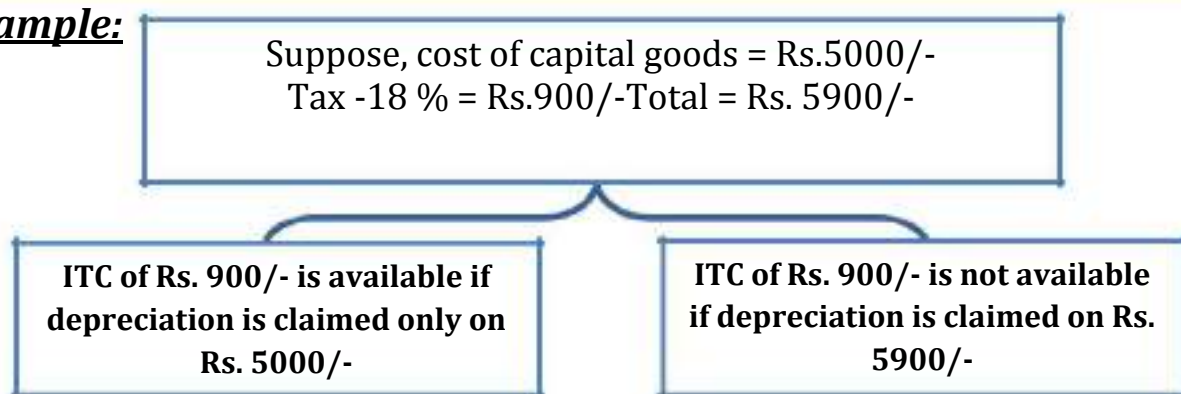 ample:
Suppose, cost of capital goods = Rs.5000/-
Tax -18 % = Rs.900/-Total = Rs. 5900/-
ITC of Rs. 900/- is available if
depreciation is claimed only on
Rs. 5000/-
ITC of Rs. 900/- is not available
if depreciation is claimed on Rs.
5900/-